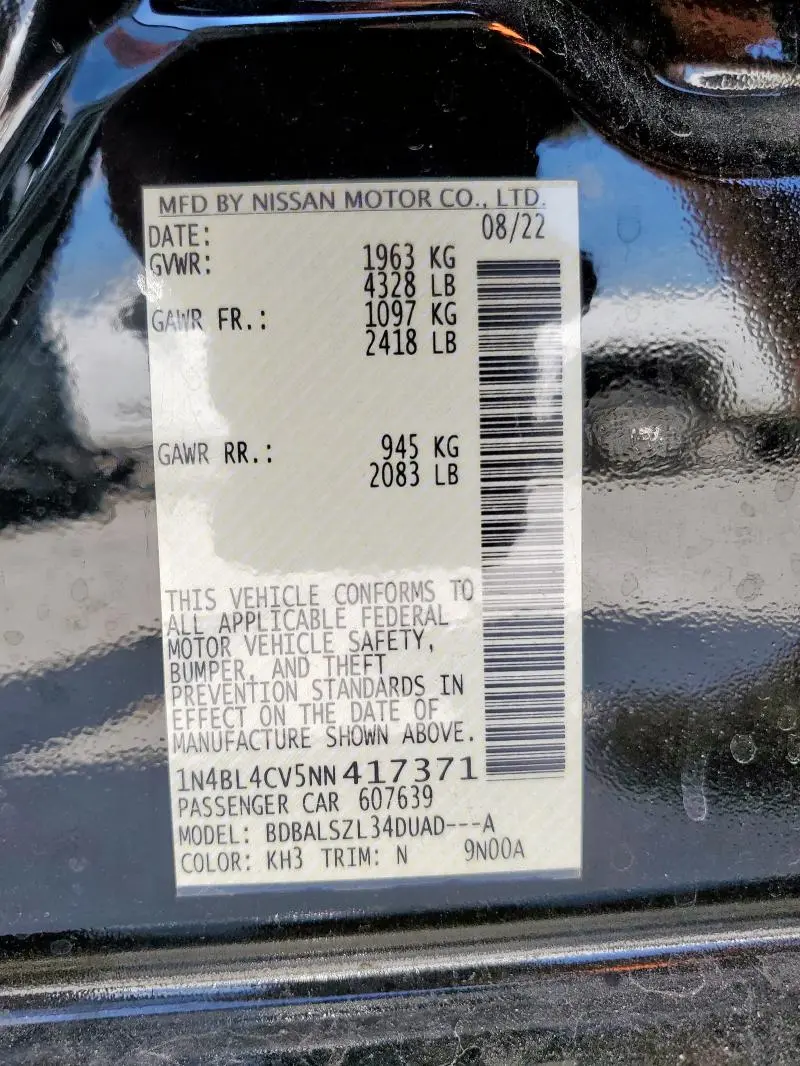 MFD BY NISSAN MOTOR CO., LTD.
DATE: 08/22
GVWR: 1963 KG
4328 LB
GAWR FR.: 1097 KG
2418 LB
GAWR RR.: 945 KG
2083 LB
THIS VEHICLE CONFORMS TO
ALL APPLICABLE FEDERAL
MOTOR VEHICLE SAFETY,
BUMPER, AND THEFT
PREVENTION STANDARDS IN
EFFECT ON THE DATE OF
MANUFACTURE SHOWN ABOVE.
1N4BL4CV5NN417371
PASSENGER CAR 607639
MODEL: BDBALSZL34DUAD---A
COLOR: KH3 TRIM: N 9N00A